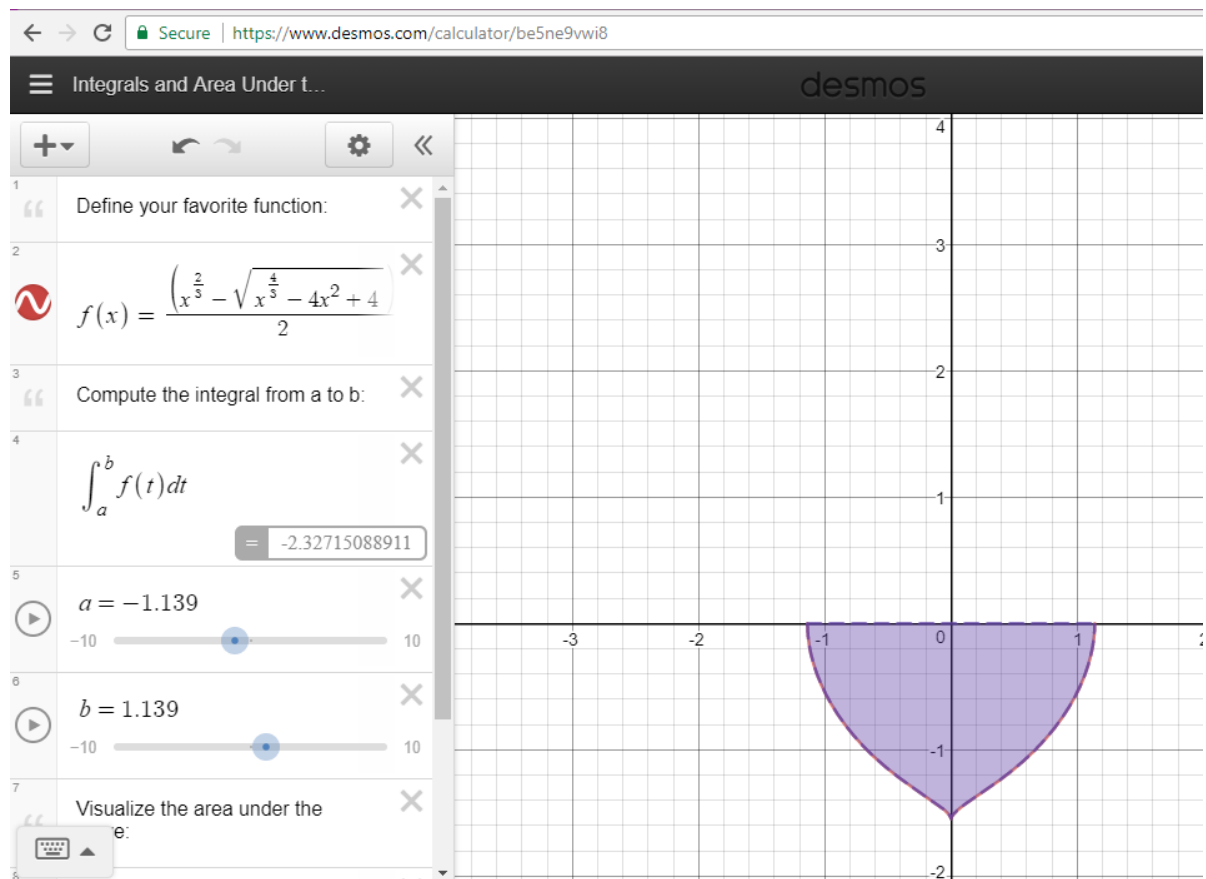 Secure | https://www.desmos.com/calculator/be5ne9vwi8
Integrals and Area Under t...
desmos
1
Define your favorite function:
2
f(x) = (x^(2/3) − √(x^(4/3) − 4x² + 4
2
3
Compute the integral from a to b:
4
∫_a^b f(t)dt
= -2.32715088911
5
a = −1.139
−10 10
6
b = 1.139
−10 10
7
Visualize the area under the
e:
8
4
3
2
1
-3 -2 -1 0 1 2
-1
-2